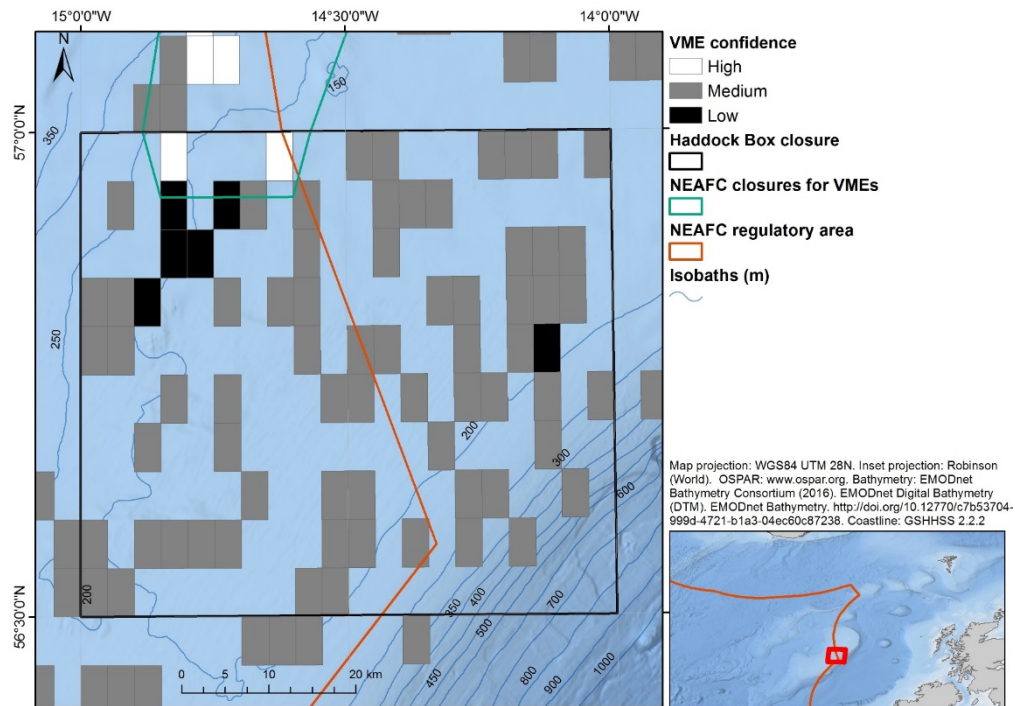 15°0'0"W 14°30'0"W 14°0'0"W
N
57°0'0"N
56°30'0"N
350
150
250
200
300
600
200
350
400
500
700
450
800
900
1000
0 5 10 20 km
VME confidence
High
Medium
Low
Haddock Box closure
NEAFC closures for VMEs
NEAFC regulatory area
Isobaths (m)
Map projection: WGS84 UTM 28N. Inset projection: Robinson
(World). OSPAR: www.ospar.org. Bathymetry: EMODnet
Bathymetry Consortium (2016). EMODnet Digital Bathymetry
(DTM). EMODnet Bathymetry. http://doi.org/10.12770/c7b53704-
999d-4721-b1a3-04ec60c87238. Coastline: GSHHSS 2.2.2